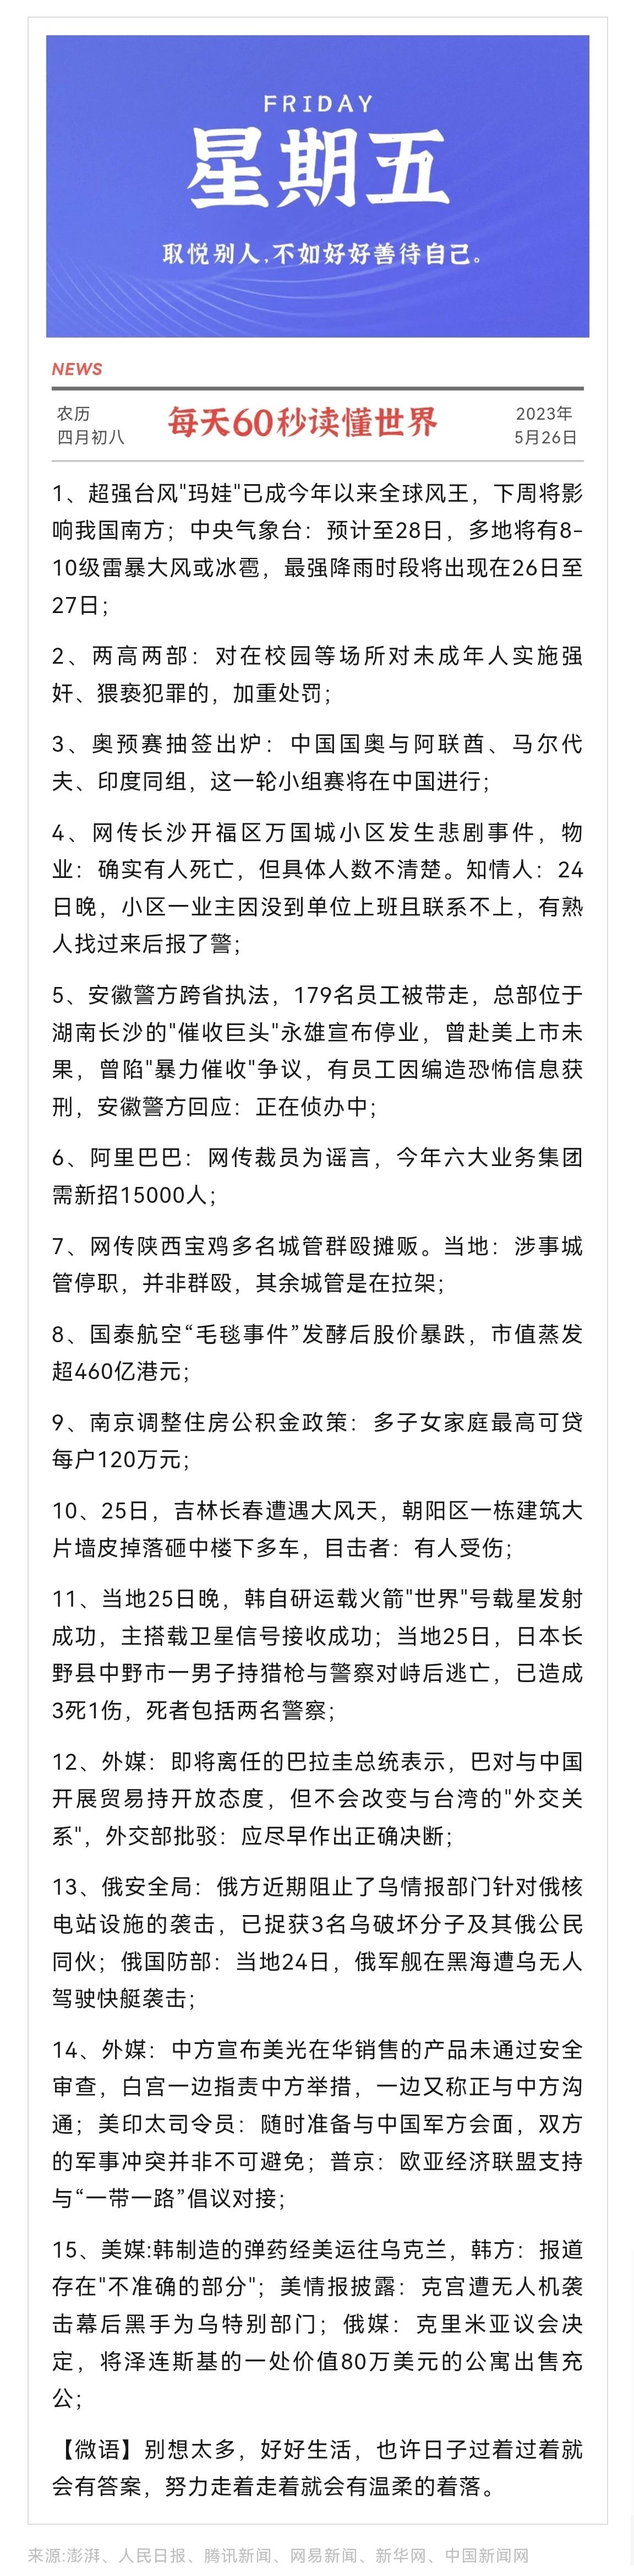 FRIDAY
星期五
取悦别人,不如好好善待自己。
NEWS
农历
四月初八
每天60秒读懂世界
2023年
5月26日
1、超强台风"玛娃"已成今年以来全球风王，下周将影
响我国南方；中央气象台：预计至28日，多地将有8-
10级雷暴大风或冰雹，最强降雨时段将出现在26日至
27日；
2、两高两部：对在校园等场所对未成年人实施强
奸、猥亵犯罪的，加重处罚；
3、奥预赛抽签出炉：中国国奥与阿联酋、马尔代
夫、印度同组，这一轮小组赛将在中国进行；
4、网传长沙开福区万国城小区发生悲剧事件，物
业：确实有人死亡，但具体人数不清楚。知情人：24
日晚，小区一业主因没到单位上班且联系不上，有熟
人找过来后报了警；
5、安徽警方跨省执法，179名员工被带走，总部位于
湖南长沙的"催收巨头"永雄宣布停业，曾赴美上市未
果，曾陷"暴力催收"争议，有员工因编造恐怖信息获
刑，安徽警方回应：正在侦办中；
6、阿里巴巴：网传裁员为谣言，今年六大业务集团
需新招15000人；
7、网传陕西宝鸡多名城管群殴摊贩。当地：涉事城
管停职，并非群殴，其余城管是在拉架；
8、国泰航空“毛毯事件”发酵后股价暴跌，市值蒸发
超460亿港元；
9、南京调整住房公积金政策：多子女家庭最高可贷
每户120万元；
10、25日，吉林长春遭遇大风天，朝阳区一栋建筑大
片墙皮掉落砸中楼下多车，目击者：有人受伤；
11、当地25日晚，韩自研运载火箭"世界"号载星发射
成功，主搭载卫星信号接收成功；当地25日，日本长
野县中野市一男子持猎枪与警察对峙后逃亡，已造成
3死1伤，死者包括两名警察；
12、外媒：即将离任的巴拉圭总统表示，巴对与中国
开展贸易持开放态度，但不会改变与台湾的"外交关
系"，外交部批驳：应尽早作出正确决断；
13、俄安全局：俄方近期阻止了乌情报部门针对俄核
电站设施的袭击，已捉获3名乌破坏分子及其俄公民
同伙；俄国防部：当地24日，俄军舰在黑海遭乌无人
驾驶快艇袭击；
14、外媒：中方宣布美光在华销售的产品未通过安全
审查，白宫一边指责中方举措，一边又称正与中方沟
通；美印太司令员：随时准备与中国军方会面，双方
的军事冲突并非不可避免；普京：欧亚经济联盟支持
与“一带一路”倡议对接；
15、美媒:韩制造的弹药经美运往乌克兰，韩方：报道
存在"不准确的部分"；美情报披露：克宫遭无人机袭
击幕后黑手为乌特别部门；俄媒：克里米亚议会决
定，将泽连斯基的一处价值80万美元的公寓出售充
公；
【微语】别想太多，好好生活，也许日子过着过着就
会有答案，努力走着走着就会有温柔的着落。
来源:澎湃、人民日报、腾讯新闻、网易新闻、新华网、中国新闻网